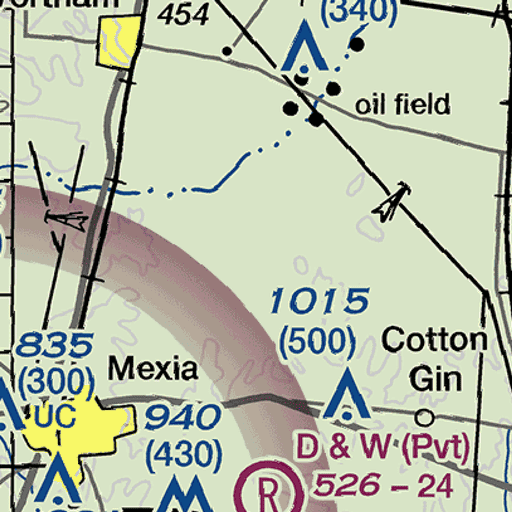 454
(340)
oil field
1015
(500)
835
(300)
UC
Mexia
Cotton
Gin
940
(430)
D & W (Pvt)
R
526 - 24